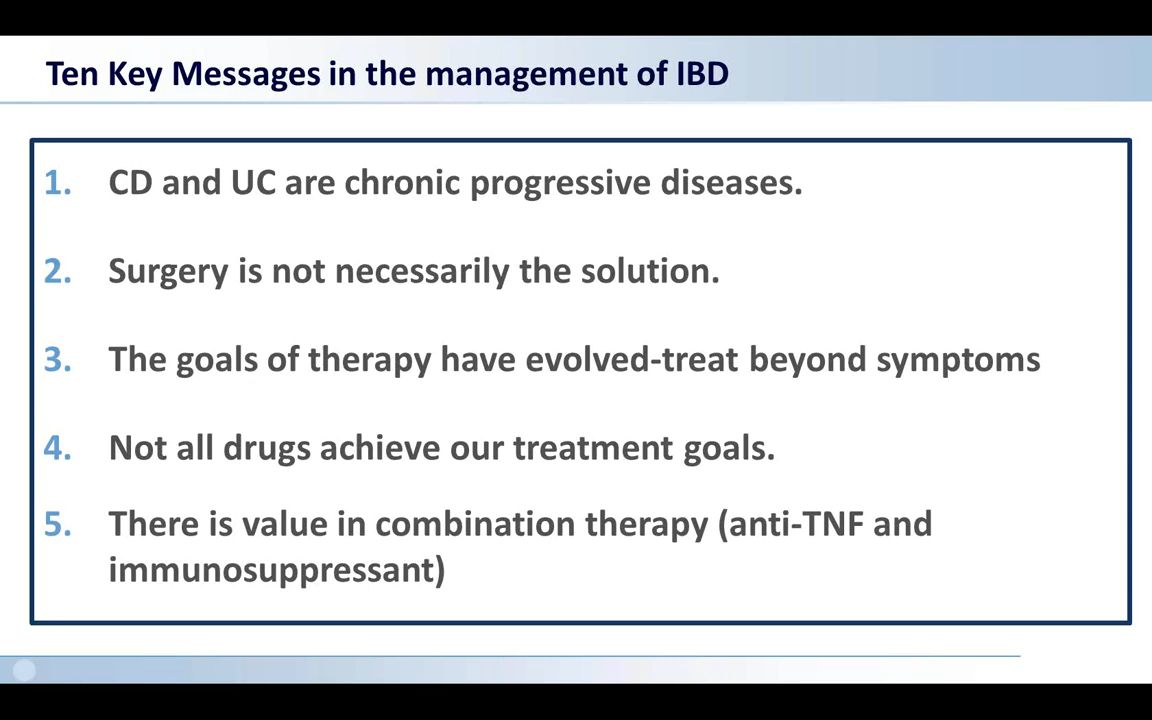 Ten Key Messages in the management of IBD
1. CD and UC are chronic progressive diseases.
2. Surgery is not necessarily the solution.
3. The goals of therapy have evolved-treat beyond symptoms
4. Not all drugs achieve our treatment goals.
5. There is value in combination therapy (anti-TNF and
immunosuppressant)